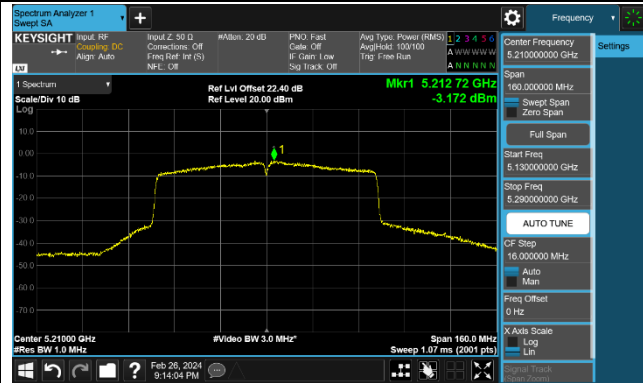 Spectrum Analyzer 1
Swept SA
Frequency
KEYSIGHT
Input: RF
Coupling: DC
Align: Auto
Input Z: 50 Ω
Corrections: Off
Freq Ref: Int (S)
NFE: Off
#Atten: 20 dB
PNO: Fast
Gate: Off
IF Gain: Low
Sig Track: Off
Avg Type: Power (RMS)
Avg|Hold: 100/100
Trig: Free Run
1 2 3 4 5 6
A W W W W W
A N N N N N
LXI
1 Spectrum
Scale/Div 10 dB
Log
Ref Lvl Offset 22.40 dB
Ref Level 20.00 dBm
Mkr1 5.212 72 GHz
-3.172 dBm
1
10.0
0.00
-10.0
-20.0
-30.0
-40.0
-50.0
-60.0
-70.0
Center 5.21000 GHz
#Res BW 1.0 MHz
#Video BW 3.0 MHz*
Span 160.0 MHz
Sweep 1.07 ms (2001 pts)
Feb 26, 2024
9:14:04 PM
Center Frequency
5.210000000 GHz
Settings
Span
160.000000 MHz
Swept Span
Zero Span
Full Span
Start Freq
5.130000000 GHz
Stop Freq
5.290000000 GHz
AUTO TUNE
CF Step
16.000000 MHz
Auto
Man
Freq Offset
0 Hz
X Axis Scale
Log
Lin
Signal Track
(Span Zoom)